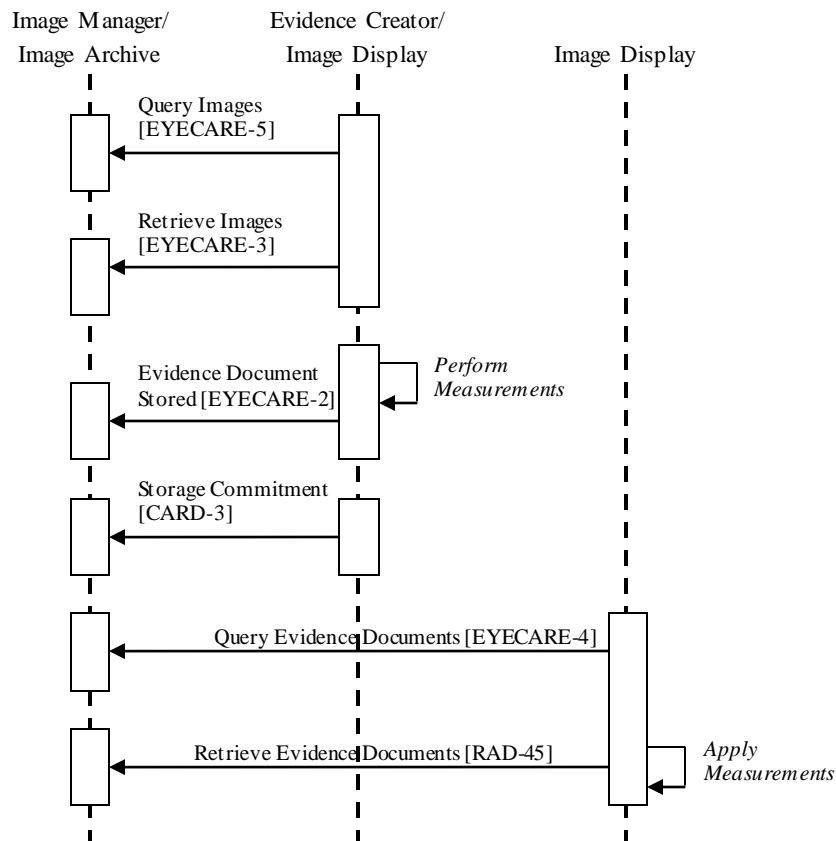 Image Manager/
Image Archive
Evidence Creator/
Image Display
Image Display
Query Images
[EYECARE-5]
Retrieve Images
[EYECARE-3]
Perform
Measurements
Evidence Document
Stored [EYECARE-2]
Storage Commitment
[CARD-3]
Query Evidence Documents [EYECARE-4]
Retrieve Evidence Documents [RAD-45]
Apply
Measurements